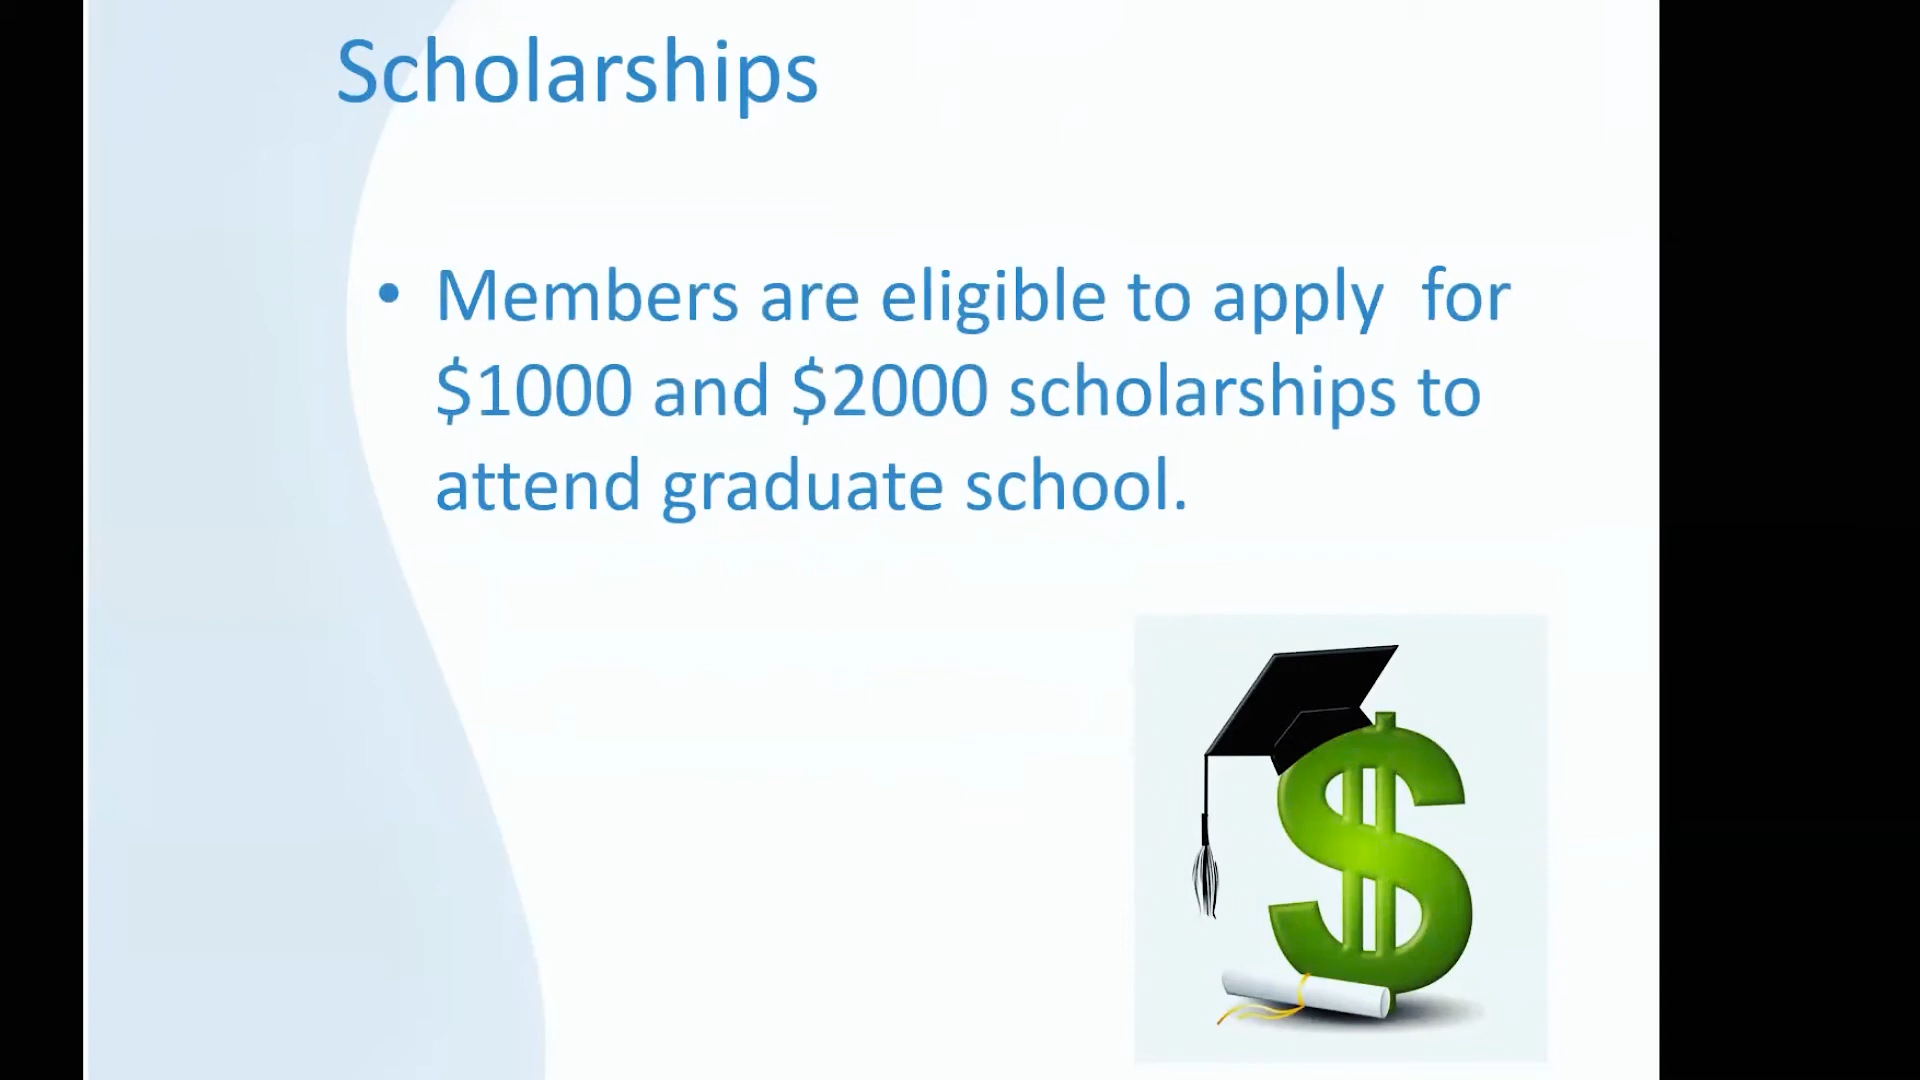 Scholarships
• Members are eligible to apply  for
$1000 and $2000 scholarships to
attend graduate school.